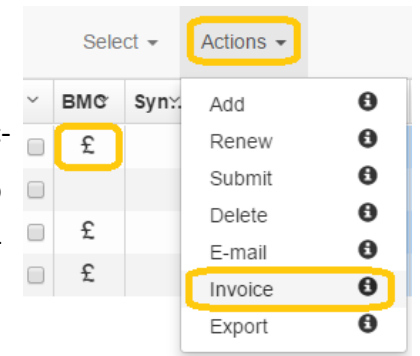 Select Actions
BMC Syn
Add
£ Renew
Submit
Delete
£ E-mail
£ Invoice
Export